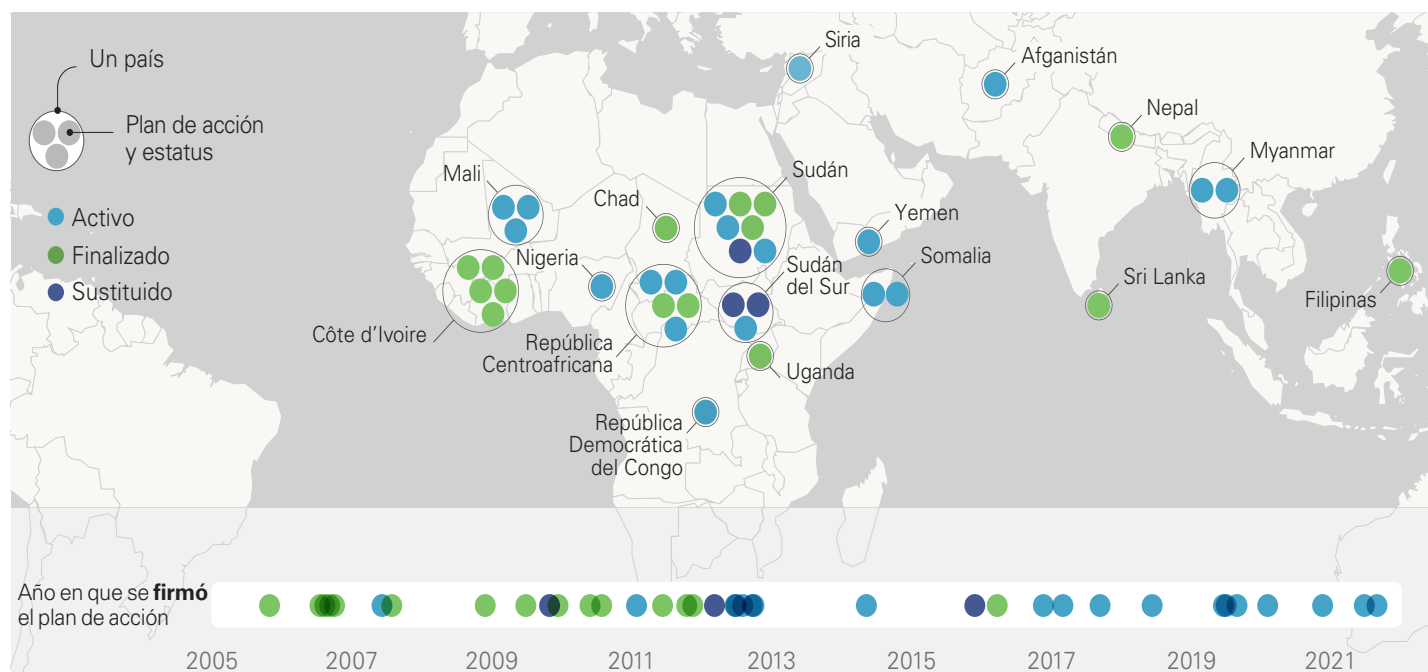 Un país
Plan de acción
y estatus
Activo
Finalizado
Sustituido
Siria
Afganistán
Nepal
Myanmar
Mali
Chad
Sudán
Yemen
Nigeria
Sudán
del Sur
Somalia
Sri Lanka
Filipinas
Côte d'Ivoire
República
Centroafricana
Uganda
República
Democrática
del Congo
Año en que se firmó
el plan de acción
2005 2007 2009 2011 2013 2015 2017 2019 2021